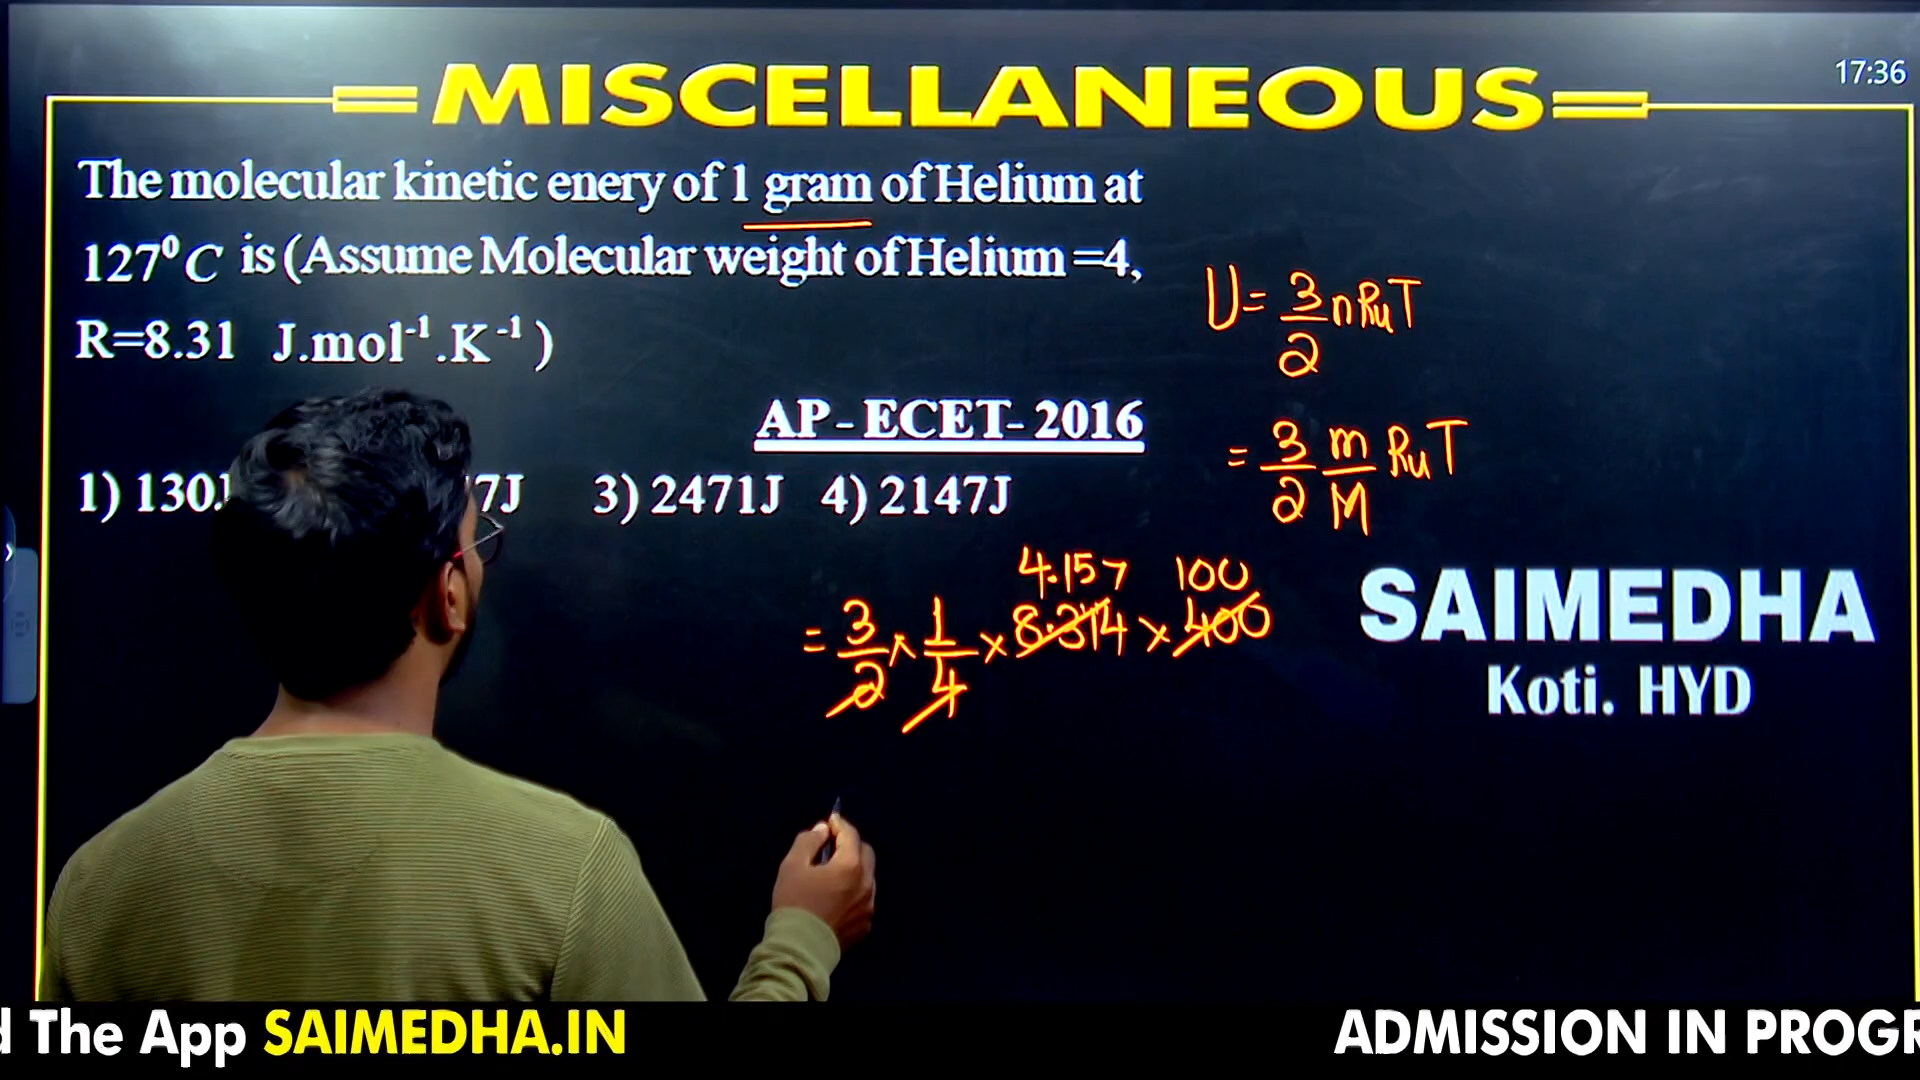 MISCELLANEOUS
17:36
The molecular kinetic enery of 1 gram of Helium at
127⁰C is (Assume Molecular weight of Helium =4,
R=8.31 J.mol⁻¹.K⁻¹ )
AP-ECET-2016
1) 130J 7J 3) 2471J 4) 2147J
U = 3/2 nRuT
= 3/2 m/M RuT
4.157 100
= 3/2 × 1/4 × 8.314 × 400
SAIMEDHA
Koti. HYD
The App SAIMEDHA.IN
ADMISSION IN PROGR